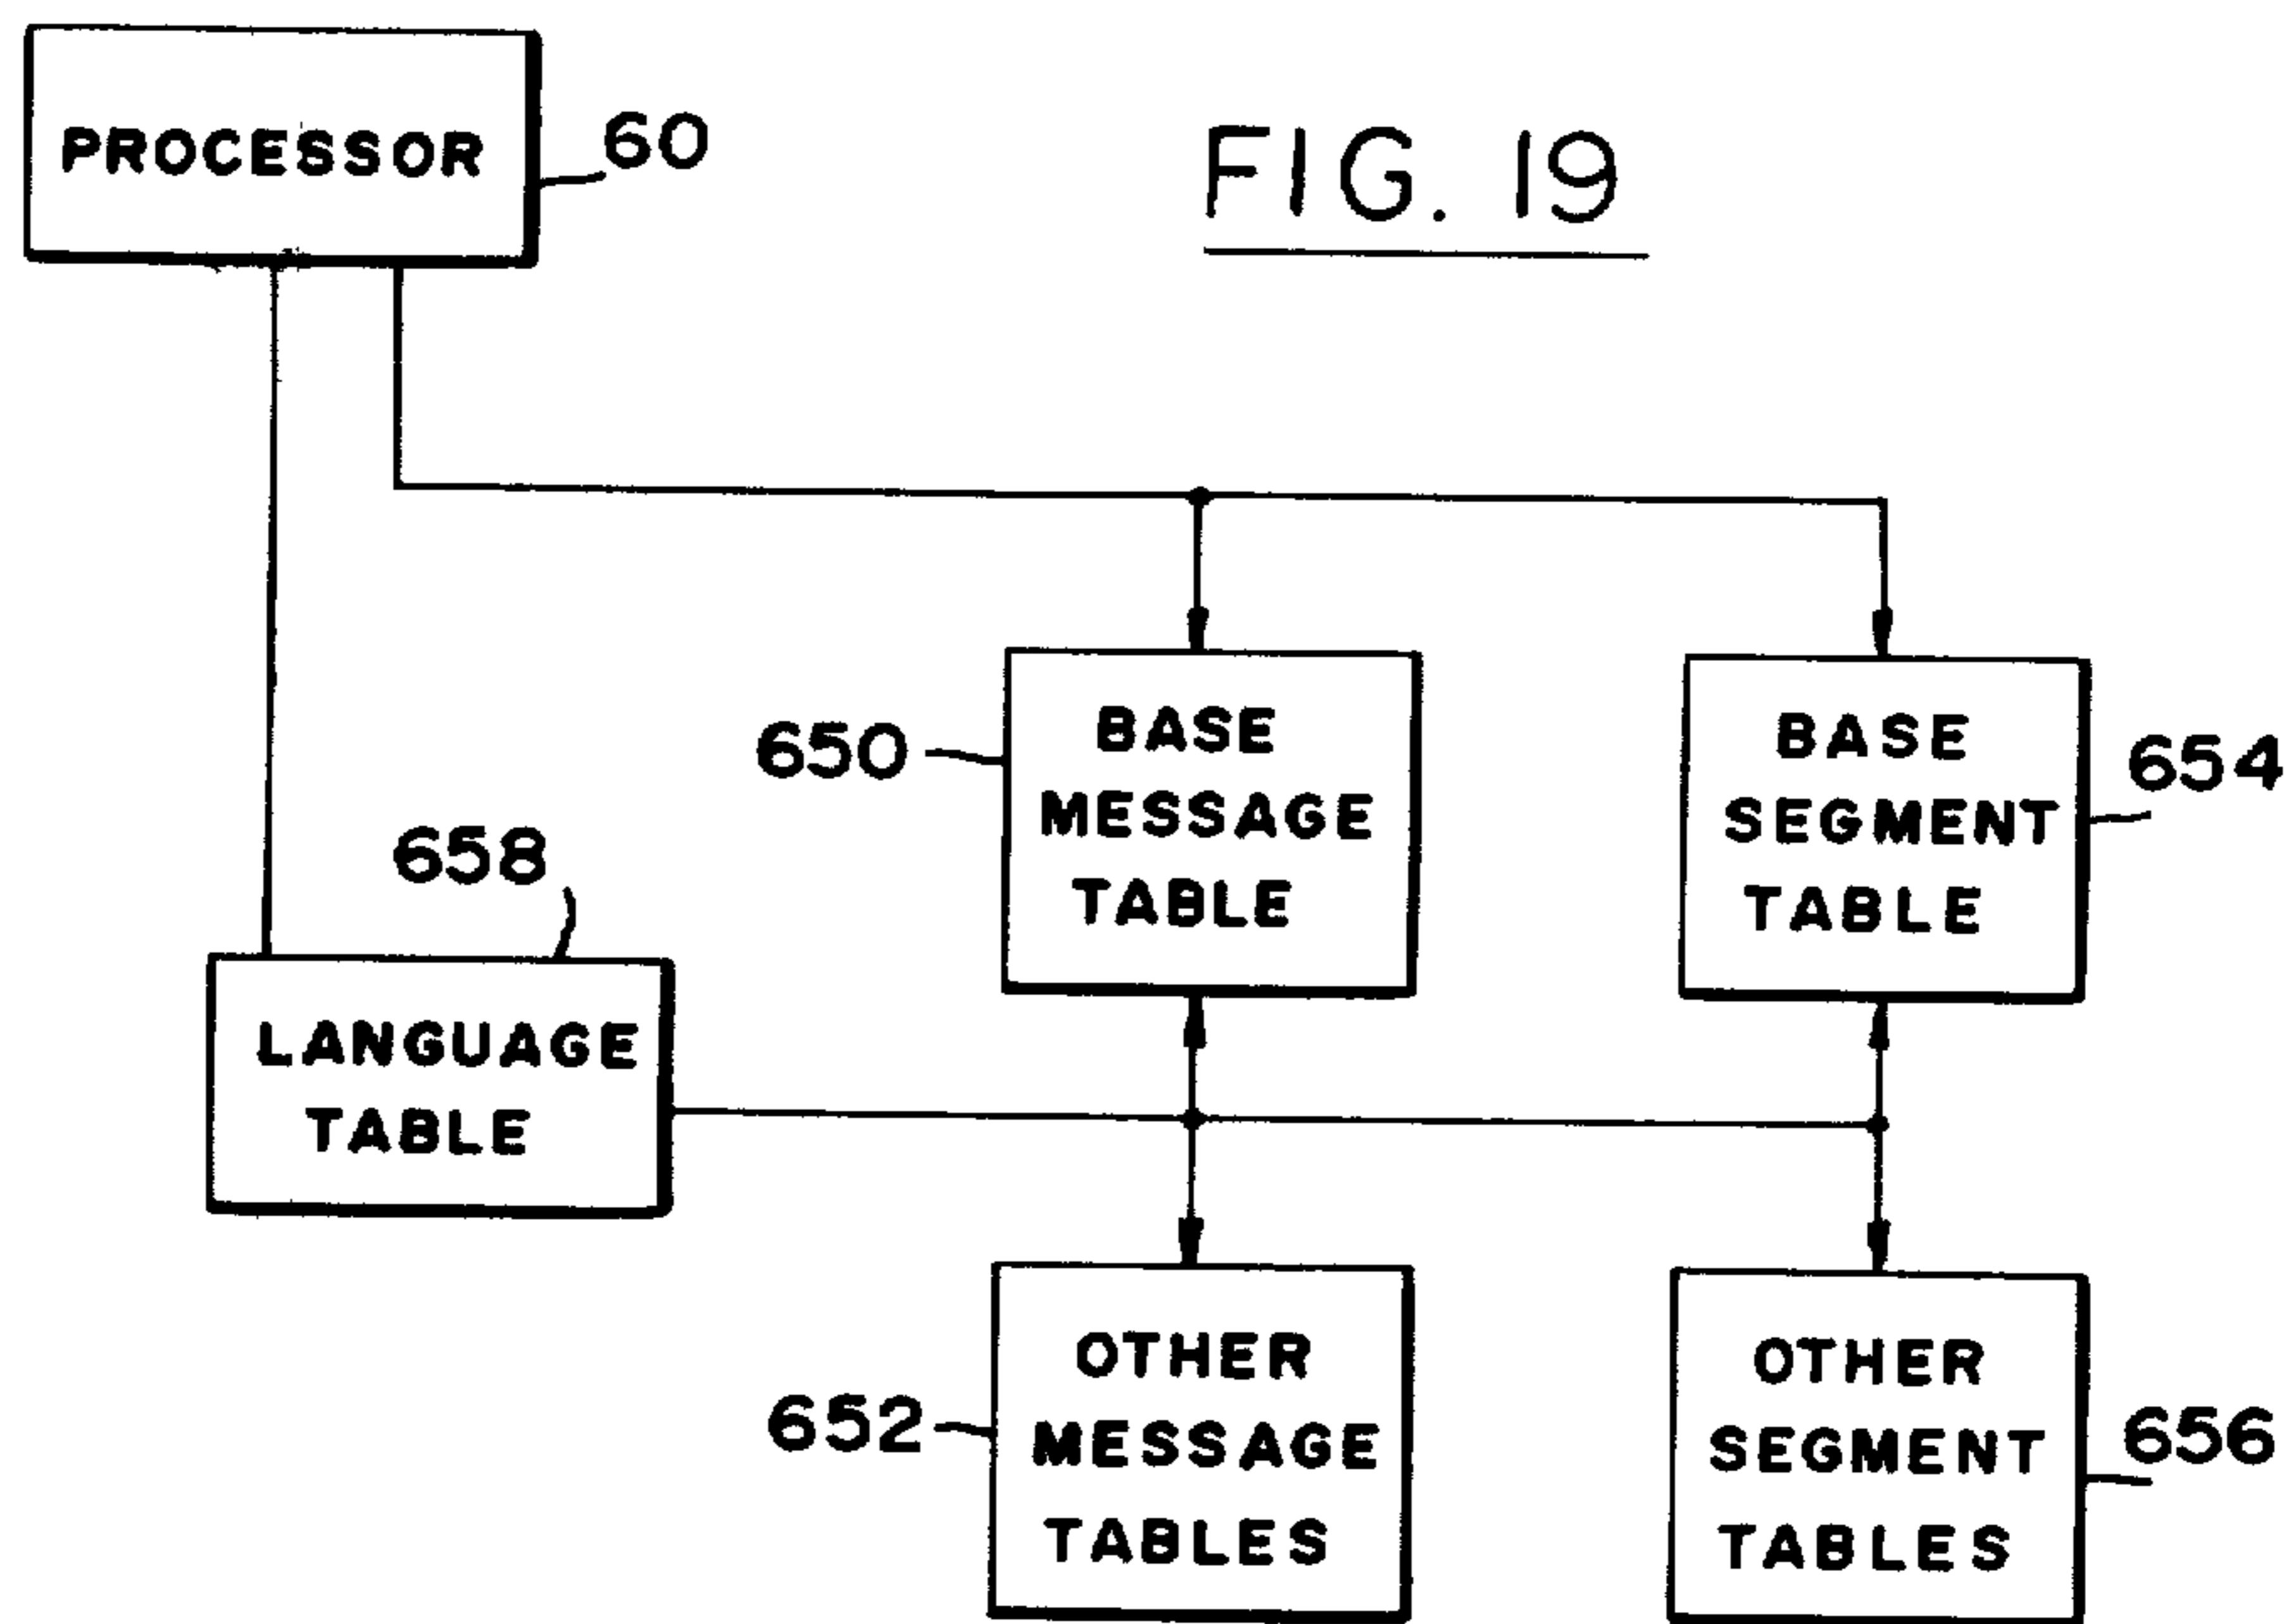 PROCESSOR
60
FIG. 19
650
BASE
MESSAGE
TABLE
BASE
SEGMENT
TABLE
654
658
LANGUAGE
TABLE
652
OTHER
MESSAGE
TABLES
OTHER
SEGMENT
TABLES
656